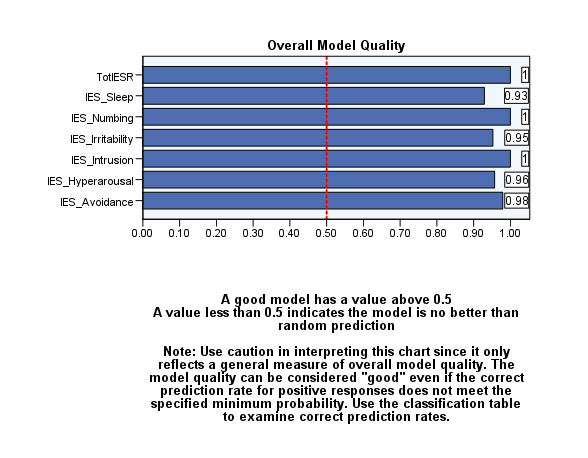 Overall Model Quality
TotIESR 1
IES_Sleep 0.93
IES_Numbing 1
IES_Irritability 0.95
IES_Intrusion 1
IES_Hyperarousal 0.96
IES_Avoidance 0.98
0.00 0.10 0.20 0.30 0.40 0.50 0.60 0.70 0.80 0.90 1.00
A good model has a value above 0.5
A value less than 0.5 indicates the model is no better than
random prediction
Note: Use caution in interpreting this chart since it only
reflects a general measure of overall model quality. The
model quality can be considered "good" even if the correct
prediction rate for positive responses does not meet the
specified minimum probability. Use the classification table
to examine correct prediction rates.